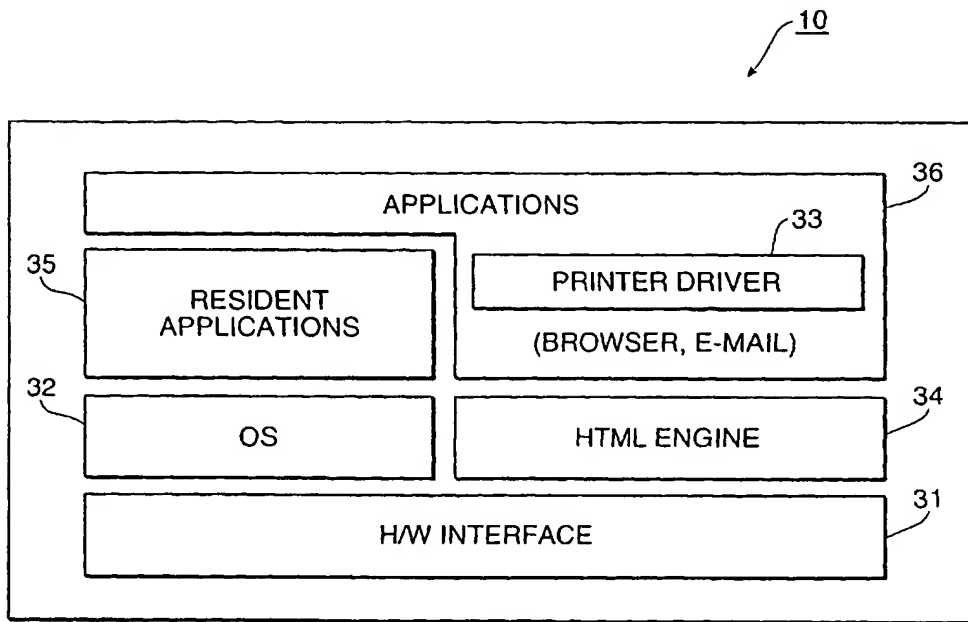 10
36
APPLICATIONS
33
35
PRINTER DRIVER
RESIDENT
APPLICATIONS
(BROWSER, E-MAIL)
32
34
OS
HTML ENGINE
31
H/W INTERFACE